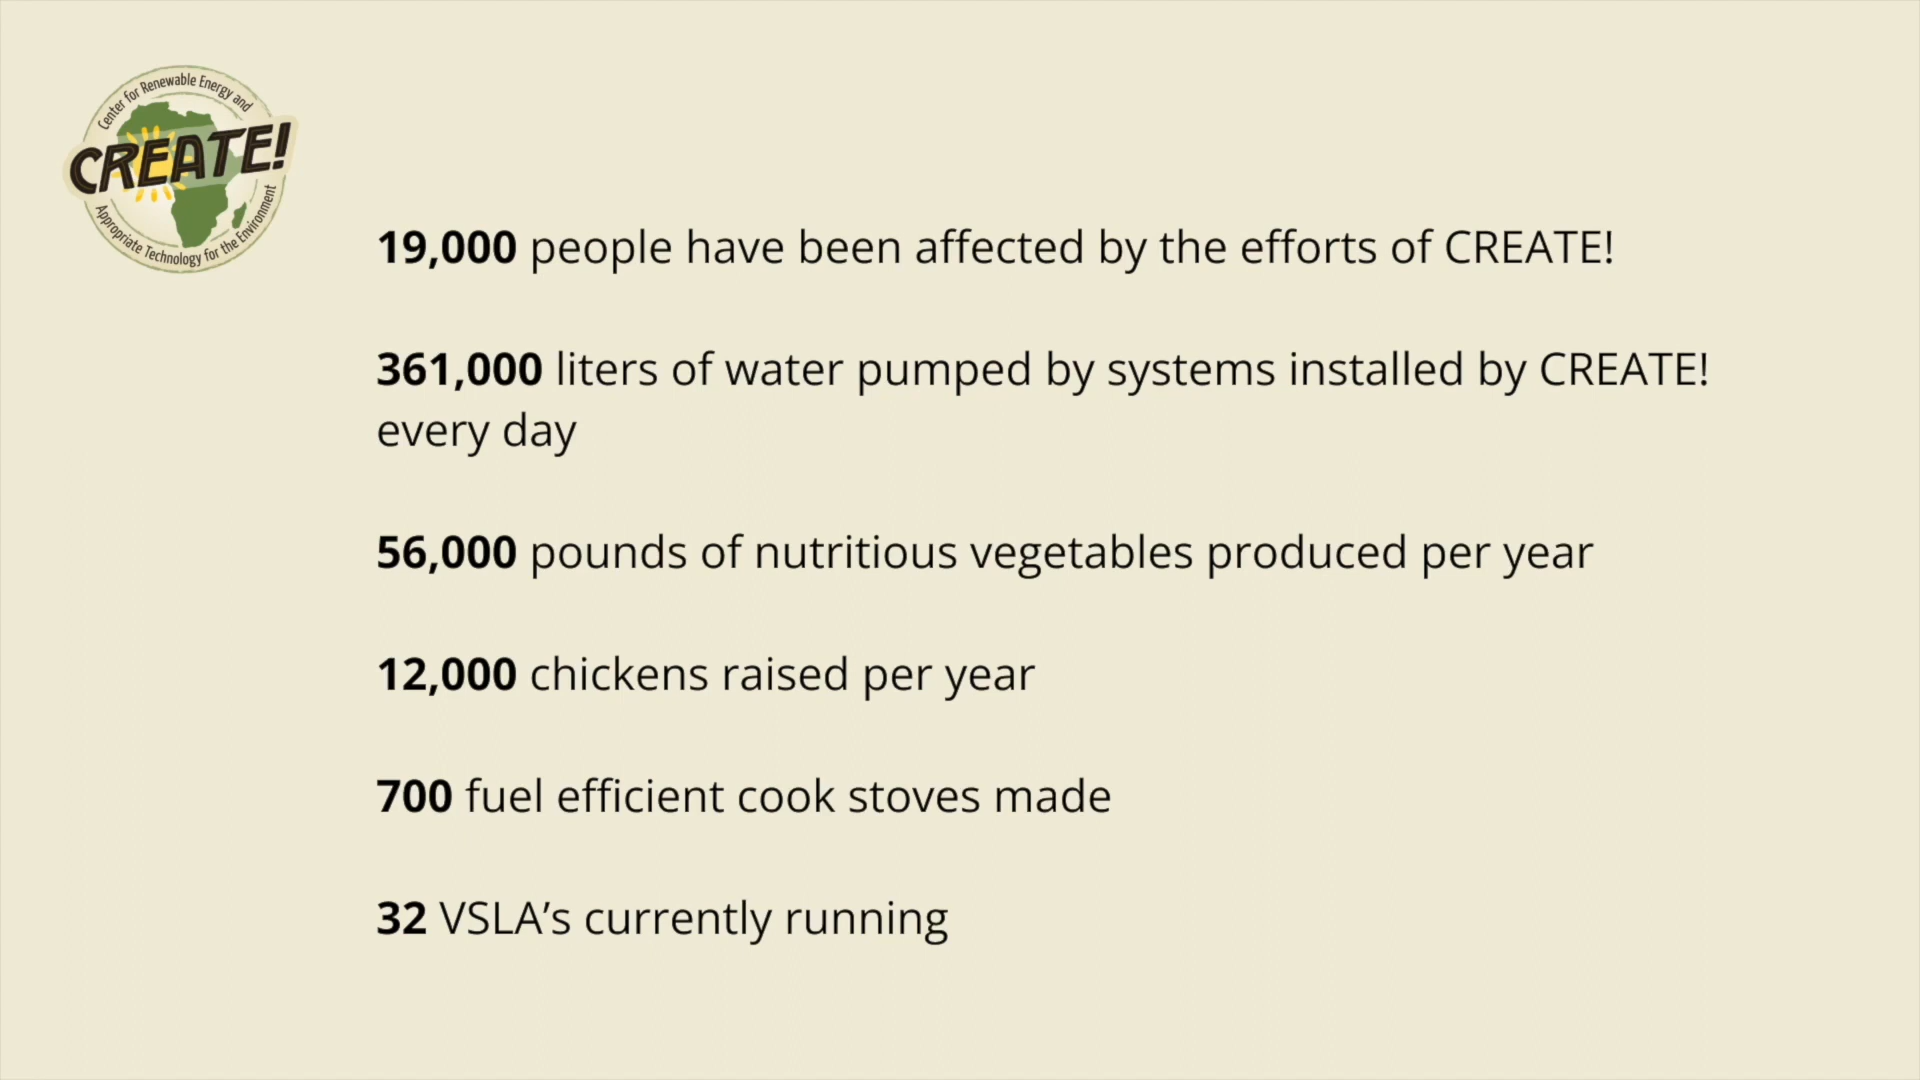 Center for Renewable Energy and
CREATE!
Appropriate Technology for the Environment
19,000 people have been affected by the efforts of CREATE!
361,000 liters of water pumped by systems installed by CREATE!
every day
56,000 pounds of nutritious vegetables produced per year
12,000 chickens raised per year
700 fuel efficient cook stoves made
32 VSLA’s currently running